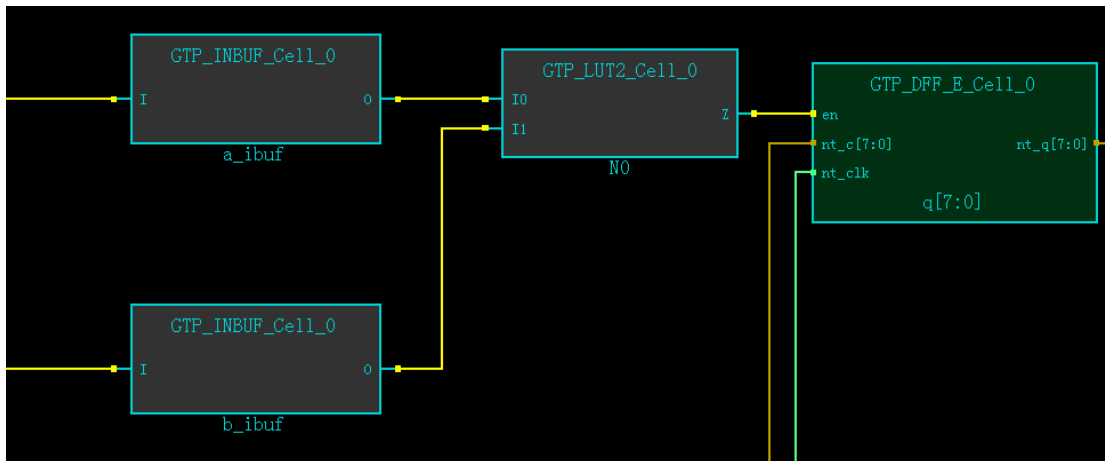 GTP_INBUF_Cell_0
I
O
a_ibuf
GTP_LUT2_Cell_0
I0
I1
Z
N0
GTP_DFF_E_Cell_0
en
nt_c[7:0]
nt_q[7:0]
nt_clk
q[7:0]
GTP_INBUF_Cell_0
I
O
b_ibuf